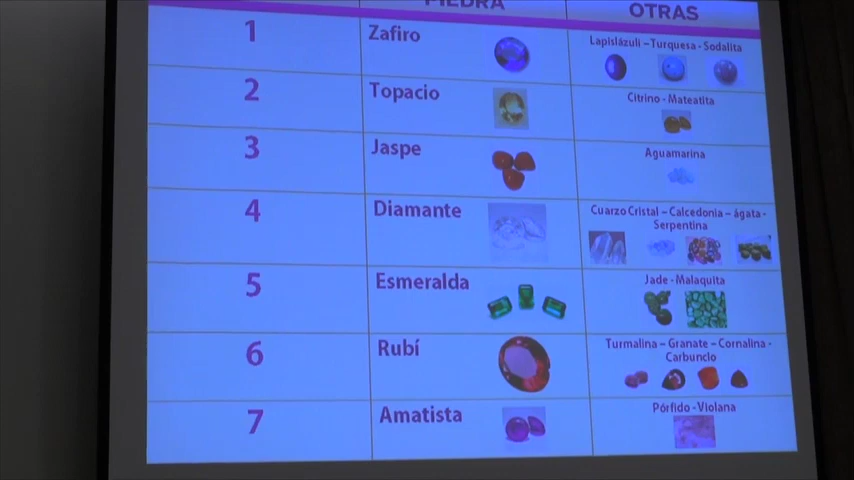 PIEDRA
OTRAS
1
Zafiro
Lapislázuli – Turquesa - Sodalita
2
Topacio
Citrino - Mateatita
3
Jaspe
Aguamarina
4
Diamante
Cuarzo Cristal – Calcedonia – ágata -
Serpentina
5
Esmeralda
Jade - Malaquita
6
Rubí
Turmalina – Granate – Cornalina -
Carbunclo
7
Amatista
Pórfido - Violana